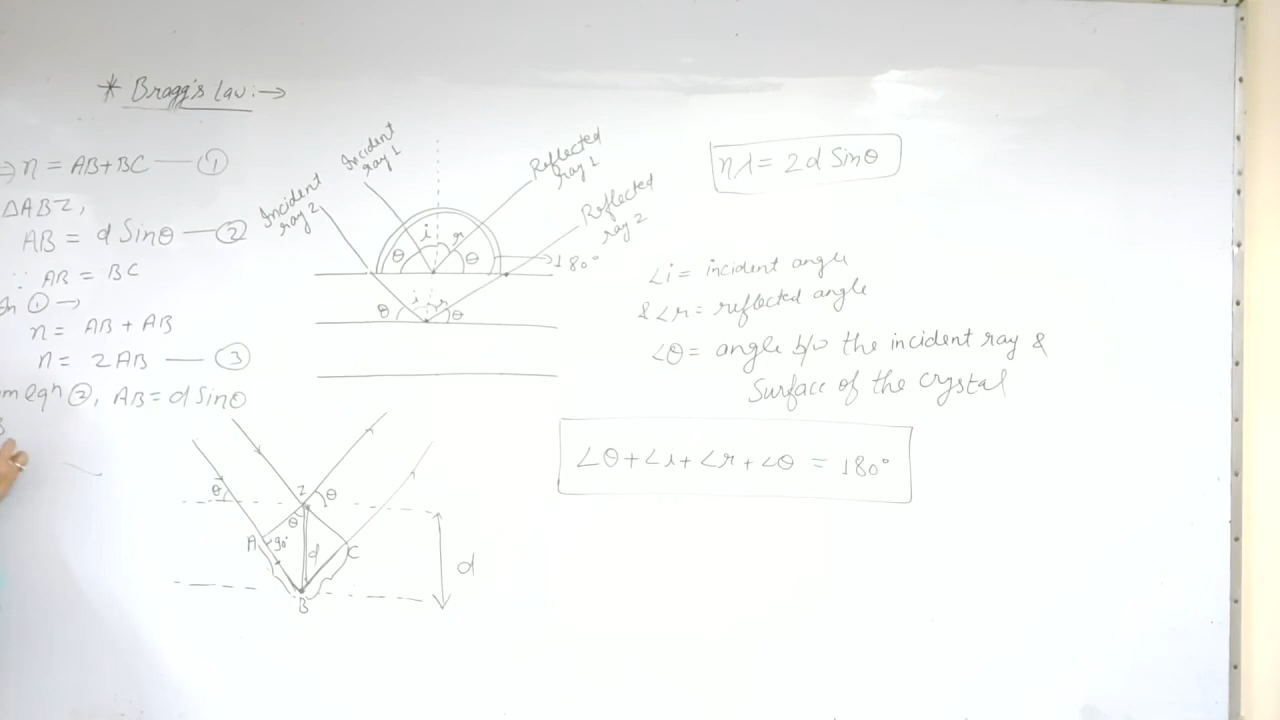 * Bragg's Law:→
⇒ n = AB+BC — ①
ΔABZ,
AB = d Sinθ — ②
∵ AB = BC
① →
n = AB + AB
n = 2AB — ③
eqn ②, AB = d Sinθ
Incident ray 1
Incident ray 2
Reflected ray 1
Reflected ray 2
θ i r θ
→180°
θ i r θ
nλ = 2d Sinθ
∠i = incident angle
& ∠r = reflected angle
∠θ = angle b/w the incident ray &
Surface of the crystal
∠θ+∠i+∠r+∠θ = 180°
θ Z θ
θ
A 90° d C
B
d